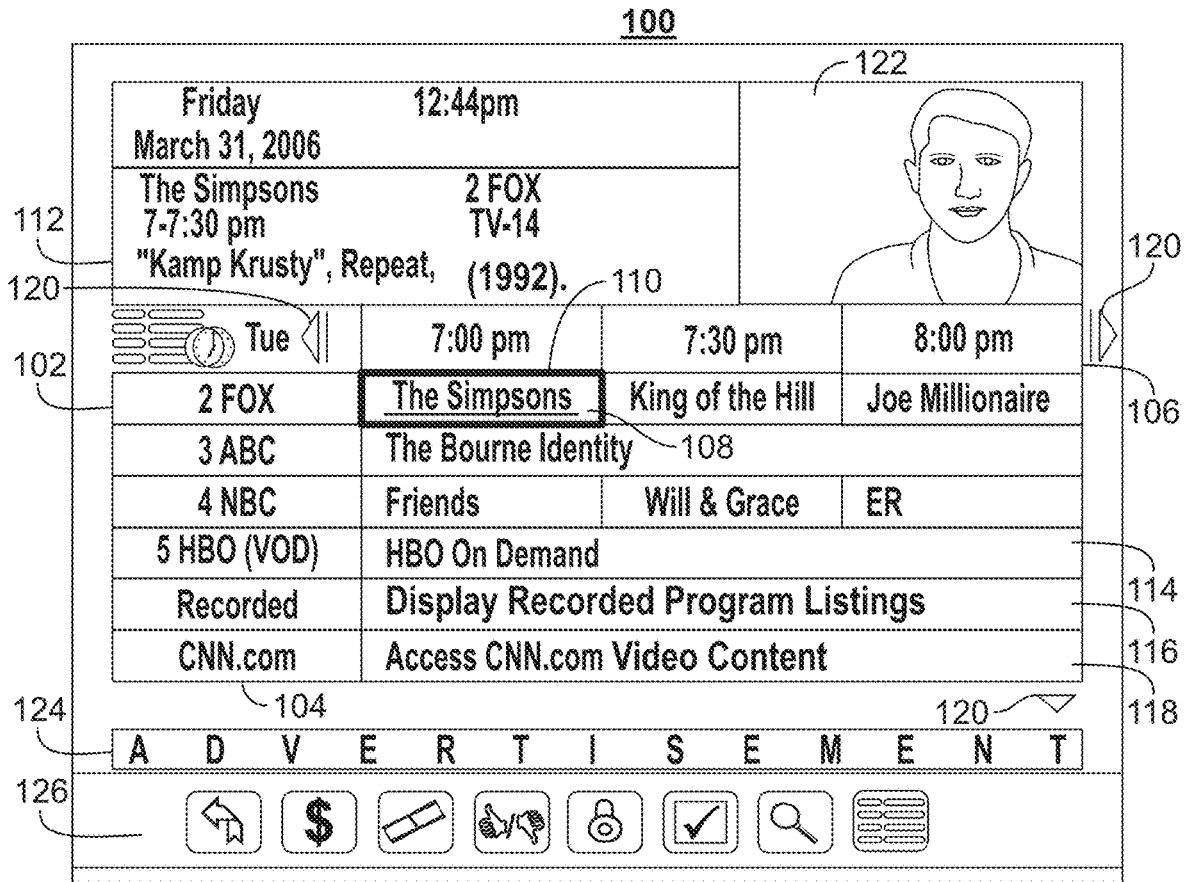 100
122
Friday 12:44pm
March 31, 2006
The Simpsons 2 FOX
7-7:30 pm TV-14
"Kamp Krusty", Repeat, (1992).
112
120
110
120
Tue 7:00 pm 7:30 pm 8:00 pm
102
2 FOX The Simpsons King of the Hill Joe Millionaire
106
3 ABC The Bourne Identity
108
4 NBC Friends Will & Grace ER
5 HBO (VOD) HBO On Demand
114
Recorded Display Recorded Program Listings
116
CNN.com Access CNN.com Video Content
118
104
120
124
A D V E R T I S E M E N T
126
$